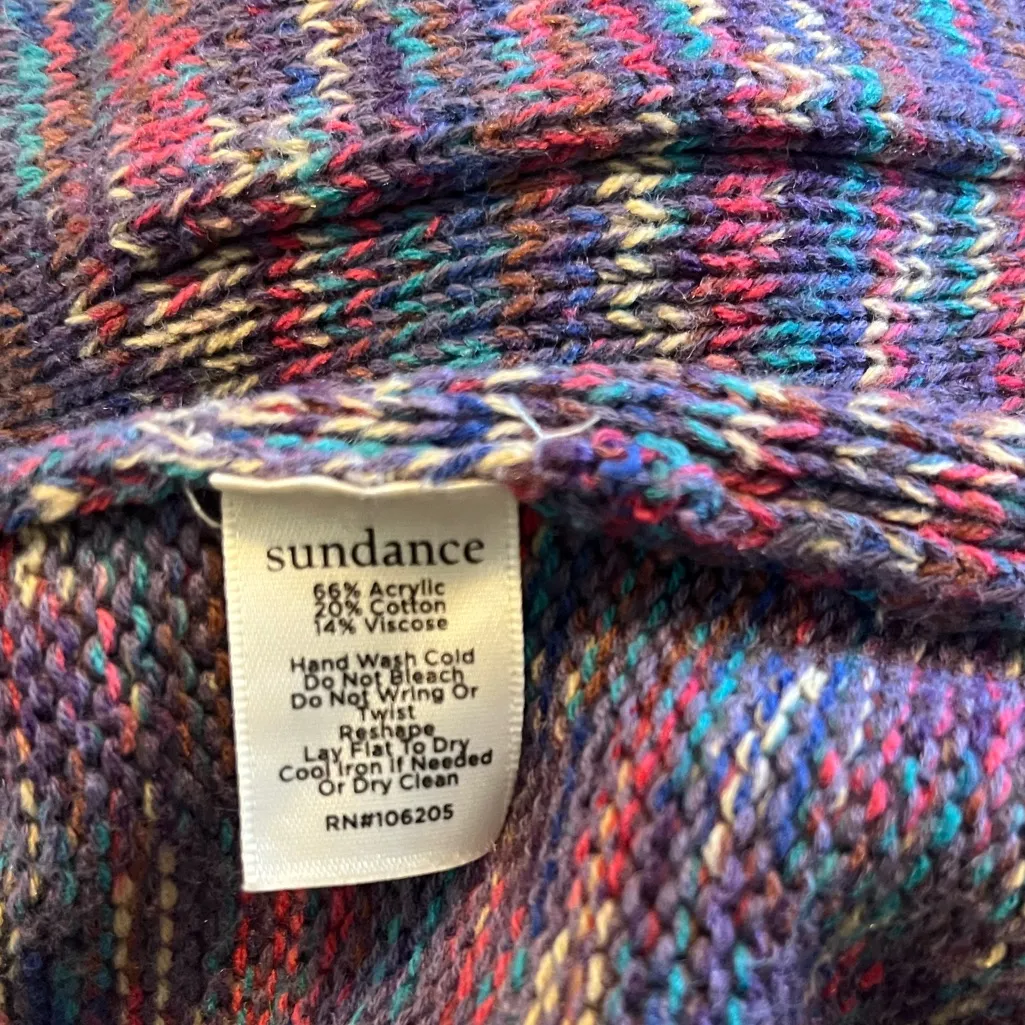 sundance
66% Acrylic
20% Cotton
14% Viscose
Hand Wash Cold
Do Not Bleach
Do Not Wring Or
Twist
Reshape
Lay Flat To Dry
Cool Iron If Needed
Or Dry Clean
RN#106205